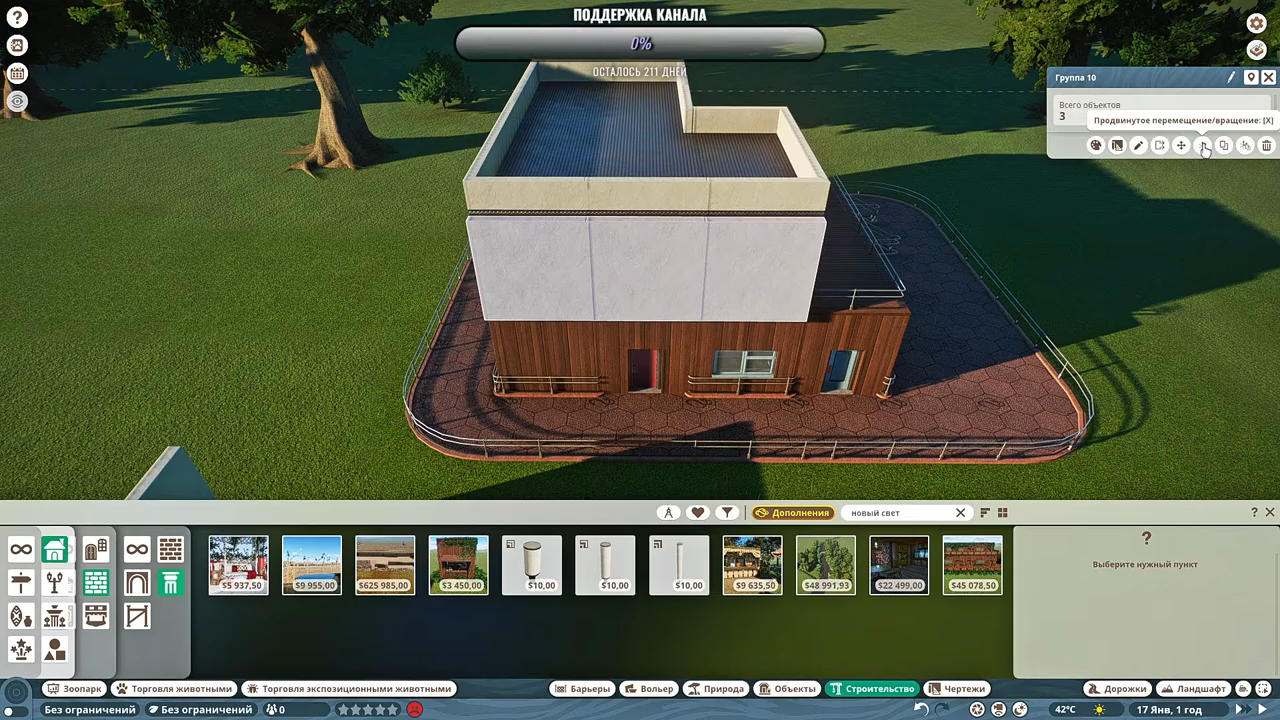 ПОДДЕРЖКА КАНАЛА
0%
ОСТАЛОСЬ 211 ДНЕЙ
Группа 10
Всего объектов
3
Продвинутое перемещение/вращение: [X]
Дополнения
новый свет
$5 937,50
$9 955,00
$625 985,00
$3 450,00
$10,00
$10,00
$10,00
$9 635,50
$48 991,93
$22 499,00
$45 078,50
Выберите нужный пункт
Зоопарк
Торговля животными
Торговля экспозиционными животными
Барьеры
Вольер
Природа
Объекты
Строительство
Чертежи
Дорожки
Ландшафт
Без ограничений
Без ограничений
0
42°C
17 Янв, 1 год